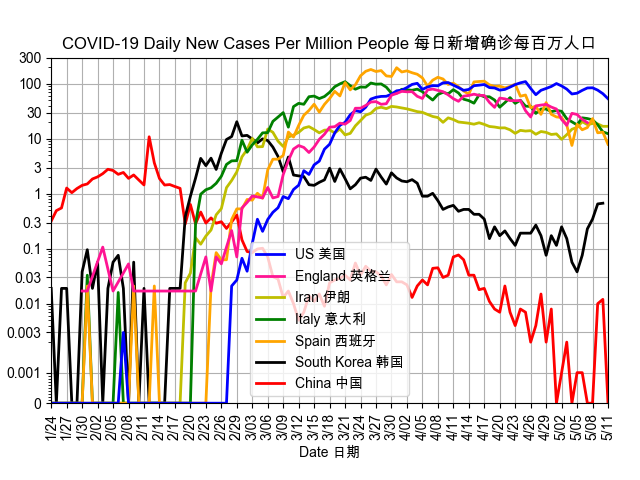 COVID-19 Daily New Cases Per Million People 每日新增确诊每百万人口
300
100
30
10
3
1
0.3
0.1
0.03
0.01
0.003
0.001
0
US 美国
England 英格兰
Iran 伊朗
Italy 意大利
Spain 西班牙
South Korea 韩国
China 中国
1/24 1/27 1/30 2/02 2/05 2/08 2/11 2/14 2/17 2/20 2/23 2/26 2/29 3/03 3/06 3/09 3/12 3/15 3/18 3/21 3/24 3/27 3/30 4/02 4/05 4/08 4/11 4/14 4/17 4/20 4/23 4/26 4/29 5/02 5/05 5/08 5/11
Date 日期